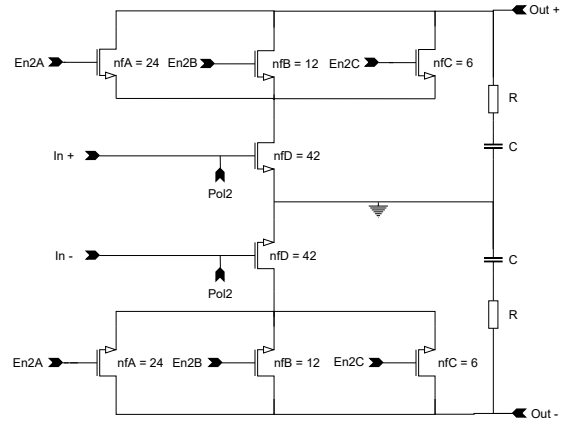 Out +
En2A nfA = 24 En2B nfB = 12 En2C nfC = 6
R
C
In + nfD = 42
Pol2
In - nfD = 42
C
Pol2
R
En2A nfA = 24 En2B nfB = 12 En2C nfC = 6
Out -